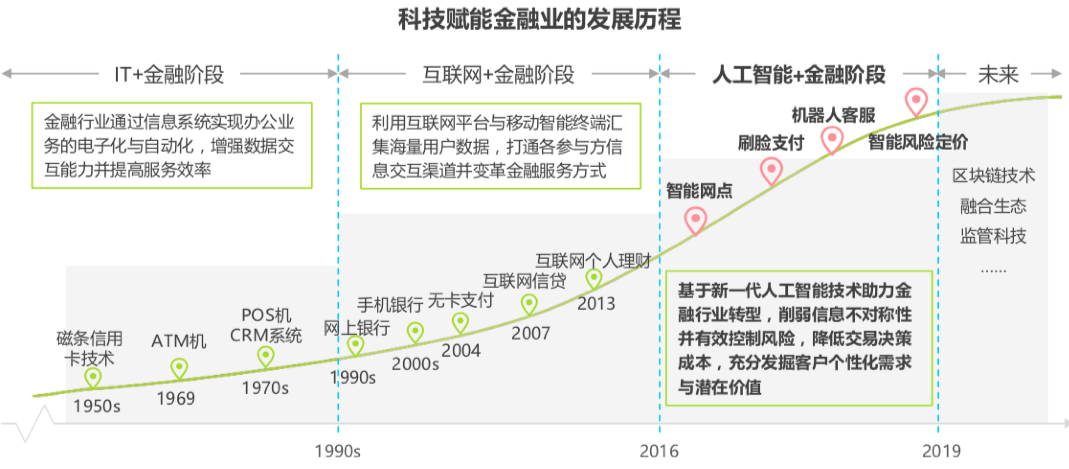 科技赋能金融业的发展历程
IT+金融阶段
互联网+金融阶段
人工智能+金融阶段
未来
金融行业通过信息系统实现办公业
务的电子化与自动化，增强数据交
互能力并提高服务效率
利用互联网平台与移动智能终端汇
集海量用户数据，打通各参与方信
息交互渠道并变革金融服务方式
机器人客服
刷脸支付
智能风险定价
智能网点
区块链技术
融合生态
监管科技
……
互联网个人理财
互联网信贷
无卡支付
手机银行
网上银行
POS机
CRM系统
ATM机
磁条信用
卡技术
1950s
1969
1970s
1990s
2000s
2004
2007
2013
基于新一代人工智能技术助力金
融行业转型，削弱信息不对称性
并有效控制风险，降低交易决策
成本，充分发掘客户个性化需求
与潜在价值
1990s
2016
2019